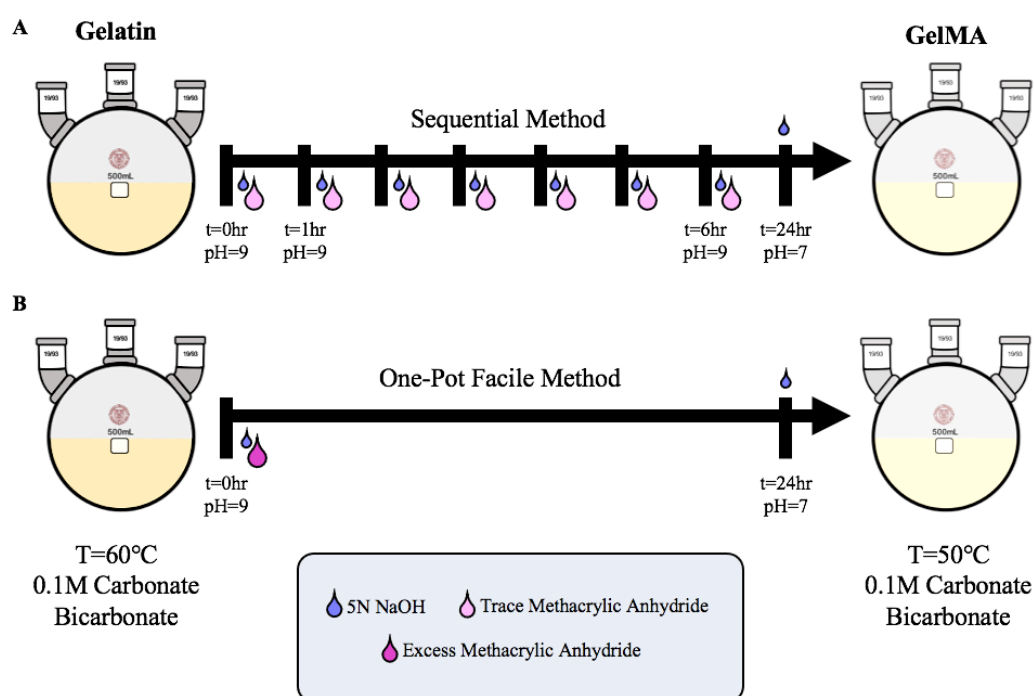 A
Gelatin
GelMA
19/93
19/93
19/93
500mL
Sequential Method
19/93
19/93
19/93
500mL
t=0hr
pH=9
t=1hr
pH=9
t=6hr
pH=9
t=24hr
pH=7
B
19/93
19/93
19/93
500mL
One-Pot Facile Method
19/93
19/93
19/93
500mL
t=0hr
pH=9
t=24hr
pH=7
T=60°C
0.1M Carbonate
Bicarbonate
T=50°C
0.1M Carbonate
Bicarbonate
5N NaOH
Trace Methacrylic Anhydride
Excess Methacrylic Anhydride